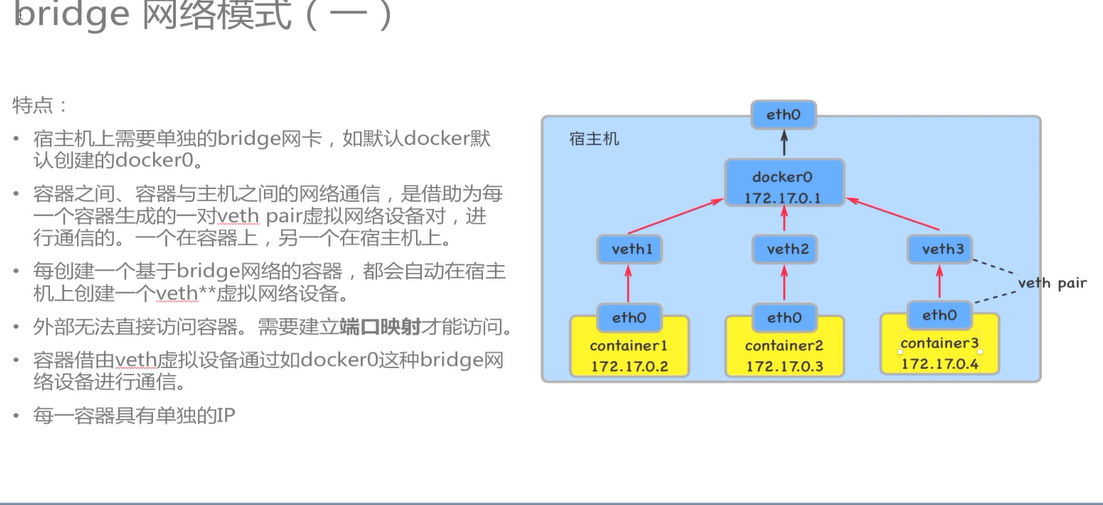 bridge 网络模式（一）
特点：
• 宿主机上需要单独的bridge网卡，如默认docker默
认创建的docker0。
• 容器之间、容器与主机之间的网络通信，是借助为每
一个容器生成的一对veth pair虚拟网络设备对，进
行通信的。一个在容器上，另一个在宿主机上。
• 每创建一个基于bridge网络的容器，都会自动在宿主
机上创建一个veth**虚拟网络设备。
• 外部无法直接访问容器。需要建立端口映射才能访问。
• 容器借由veth虚拟设备通过如docker0这种bridge网
络设备进行通信。
• 每一容器具有单独的IP
eth0
宿主机
docker0
172.17.0.1
veth1
veth2
veth3
veth pair
eth0
container1
172.17.0.2
eth0
container2
172.17.0.3
eth0
container3
172.17.0.4